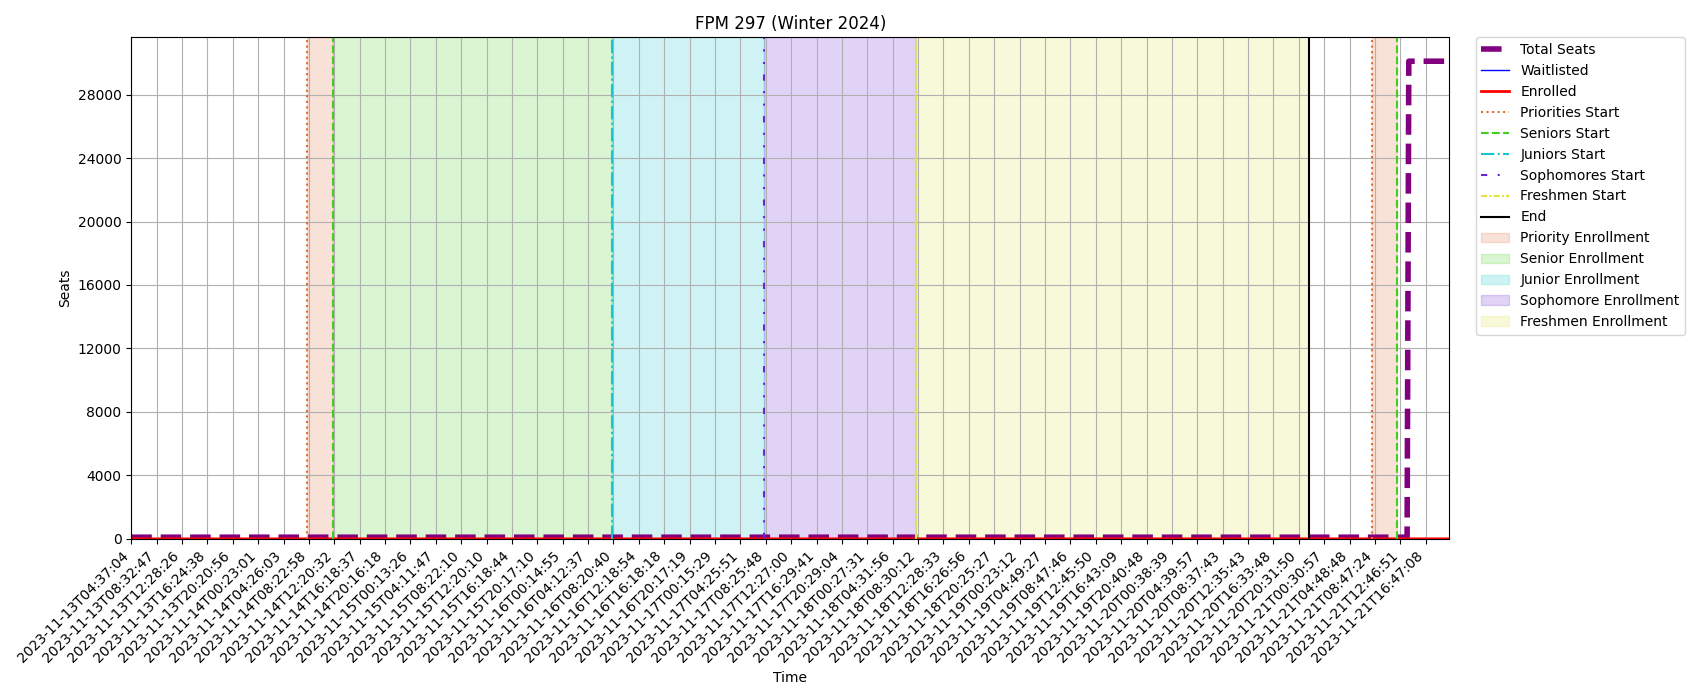 FPM 297 (Winter 2024)
Seats
28000
24000
20000
16000
12000
8000
4000
0
2023-11-13T04:37:04
2023-11-13T08:32:47
2023-11-13T12:28:26
2023-11-13T16:24:38
2023-11-13T20:20:56
2023-11-14T00:23:01
2023-11-14T04:26:03
2023-11-14T08:22:58
2023-11-14T12:20:32
2023-11-14T16:18:37
2023-11-14T20:16:18
2023-11-15T00:13:26
2023-11-15T04:11:47
2023-11-15T08:22:10
2023-11-15T12:20:10
2023-11-15T16:18:44
2023-11-15T20:17:10
2023-11-16T00:14:55
2023-11-16T04:12:37
2023-11-16T08:20:40
2023-11-16T12:18:54
2023-11-16T16:18:18
2023-11-16T20:17:19
2023-11-17T00:15:29
2023-11-17T04:25:51
2023-11-17T08:25:48
2023-11-17T12:27:00
2023-11-17T16:29:41
2023-11-17T20:29:04
2023-11-18T00:27:31
2023-11-18T04:31:56
2023-11-18T08:30:12
2023-11-18T12:28:33
2023-11-18T16:26:56
2023-11-18T20:25:27
2023-11-19T00:23:12
2023-11-19T04:49:27
2023-11-19T08:47:46
2023-11-19T12:45:50
2023-11-19T16:43:09
2023-11-19T20:40:48
2023-11-20T00:38:39
2023-11-20T04:39:57
2023-11-20T08:37:43
2023-11-20T12:35:43
2023-11-20T16:33:48
2023-11-20T20:31:50
2023-11-21T00:30:57
2023-11-21T04:48:48
2023-11-21T08:47:24
2023-11-21T12:46:51
2023-11-21T16:47:08
Time
Total Seats
Waitlisted
Enrolled
Priorities Start
Seniors Start
Juniors Start
Sophomores Start
Freshmen Start
End
Priority Enrollment
Senior Enrollment
Junior Enrollment
Sophomore Enrollment
Freshmen Enrollment